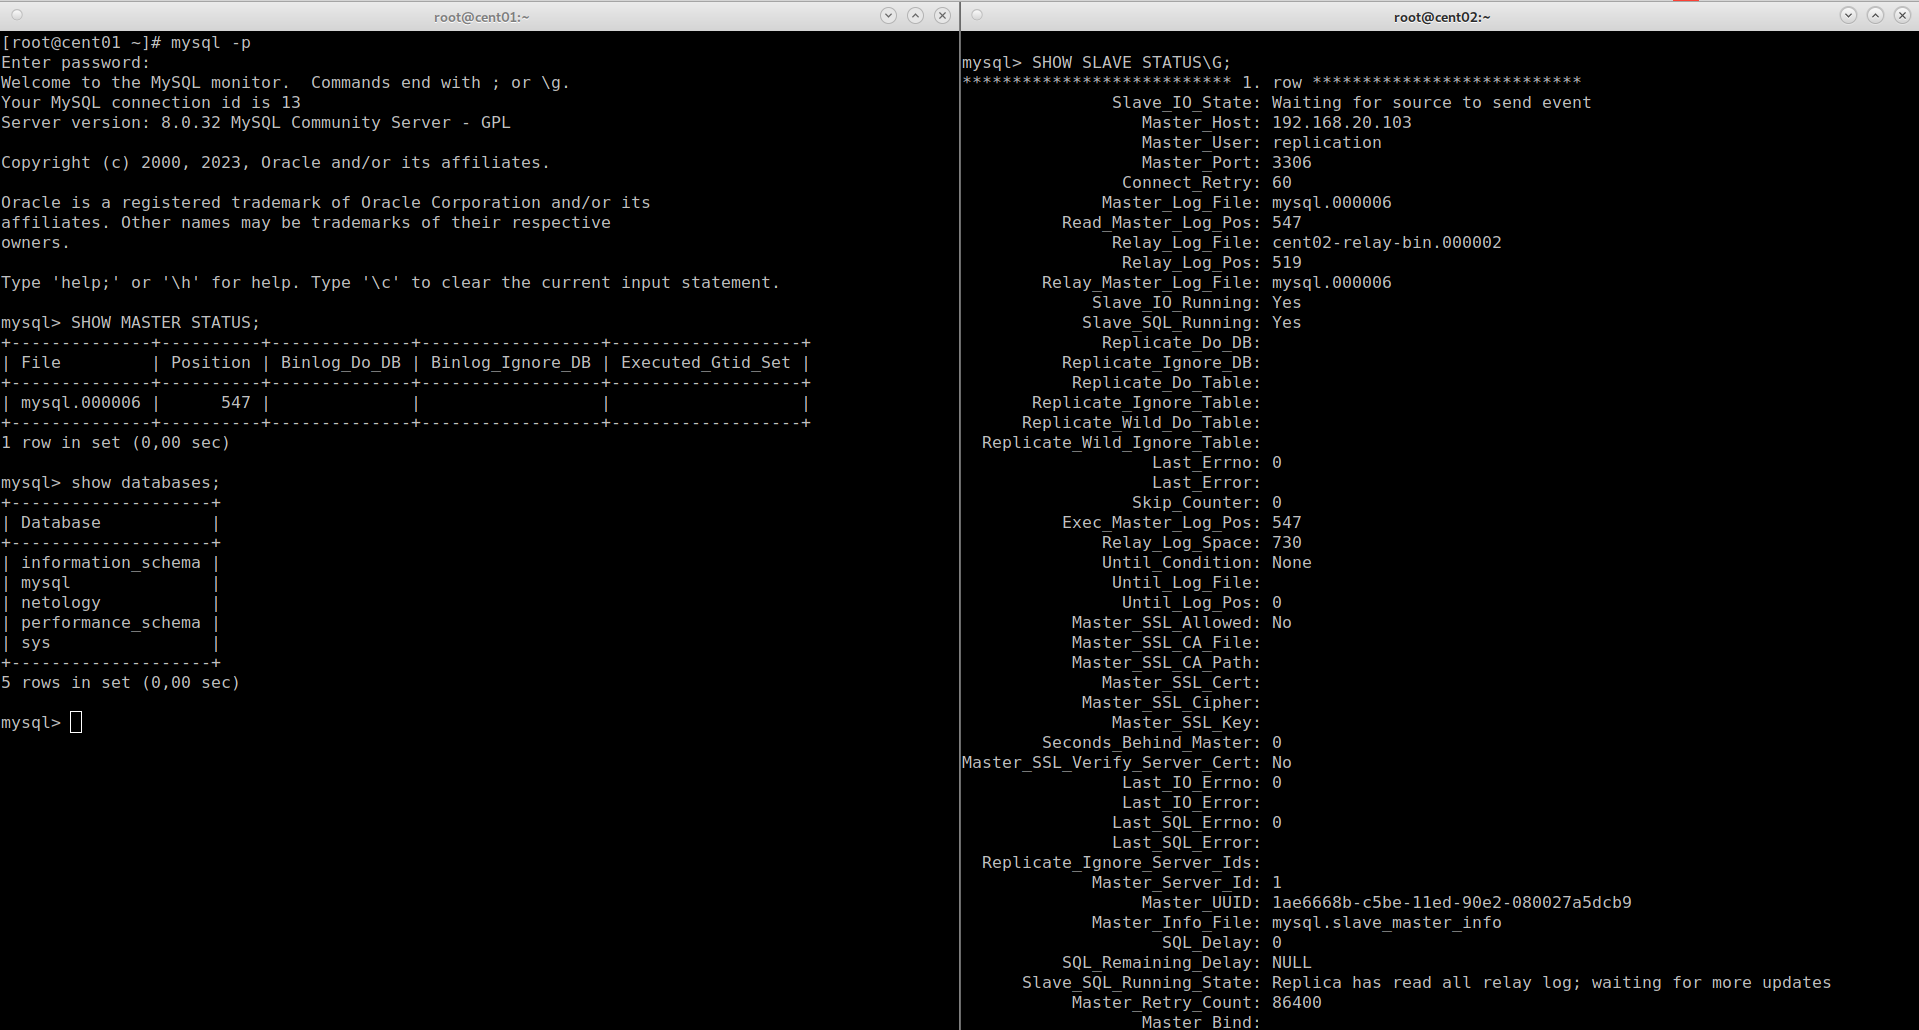 root@cent01:~
[root@cent01 ~]# mysql -p
Enter password:
Welcome to the MySQL monitor.  Commands end with ; or \g.
Your MySQL connection id is 13
Server version: 8.0.32 MySQL Community Server - GPL
Copyright (c) 2000, 2023, Oracle and/or its affiliates.
Oracle is a registered trademark of Oracle Corporation and/or its
affiliates. Other names may be trademarks of their respective
owners.
Type 'help;' or '\h' for help. Type '\c' to clear the current input statement.
mysql> SHOW MASTER STATUS;
+--------------+----------+--------------+------------------+-------------------+
| File         | Position | Binlog_Do_DB | Binlog_Ignore_DB | Executed_Gtid_Set |
+--------------+----------+--------------+------------------+-------------------+
| mysql.000006 |      547 |              |                  |                   |
+--------------+----------+--------------+------------------+-------------------+
1 row in set (0,00 sec)
mysql> show databases;
+--------------------+
| Database           |
+--------------------+
| information_schema |
| mysql              |
| netology           |
| performance_schema |
| sys                |
+--------------------+
5 rows in set (0,00 sec)
mysql>
root@cent02:~
mysql> SHOW SLAVE STATUS\G;
*************************** 1. row ***************************
Slave_IO_State: Waiting for source to send event
Master_Host: 192.168.20.103
Master_User: replication
Master_Port: 3306
Connect_Retry: 60
Master_Log_File: mysql.000006
Read_Master_Log_Pos: 547
Relay_Log_File: cent02-relay-bin.000002
Relay_Log_Pos: 519
Relay_Master_Log_File: mysql.000006
Slave_IO_Running: Yes
Slave_SQL_Running: Yes
Replicate_Do_DB:
Replicate_Ignore_DB:
Replicate_Do_Table:
Replicate_Ignore_Table:
Replicate_Wild_Do_Table:
Replicate_Wild_Ignore_Table:
Last_Errno: 0
Last_Error:
Skip_Counter: 0
Exec_Master_Log_Pos: 547
Relay_Log_Space: 730
Until_Condition: None
Until_Log_File:
Until_Log_Pos: 0
Master_SSL_Allowed: No
Master_SSL_CA_File:
Master_SSL_CA_Path:
Master_SSL_Cert:
Master_SSL_Cipher:
Master_SSL_Key:
Seconds_Behind_Master: 0
Master_SSL_Verify_Server_Cert: No
Last_IO_Errno: 0
Last_IO_Error:
Last_SQL_Errno: 0
Last_SQL_Error:
Replicate_Ignore_Server_Ids:
Master_Server_Id: 1
Master_UUID: 1ae6668b-c5be-11ed-90e2-080027a5dcb9
Master_Info_File: mysql.slave_master_info
SQL_Delay: 0
SQL_Remaining_Delay: NULL
Slave_SQL_Running_State: Replica has read all relay log; waiting for more updates
Master_Retry_Count: 86400
Master_Bind: